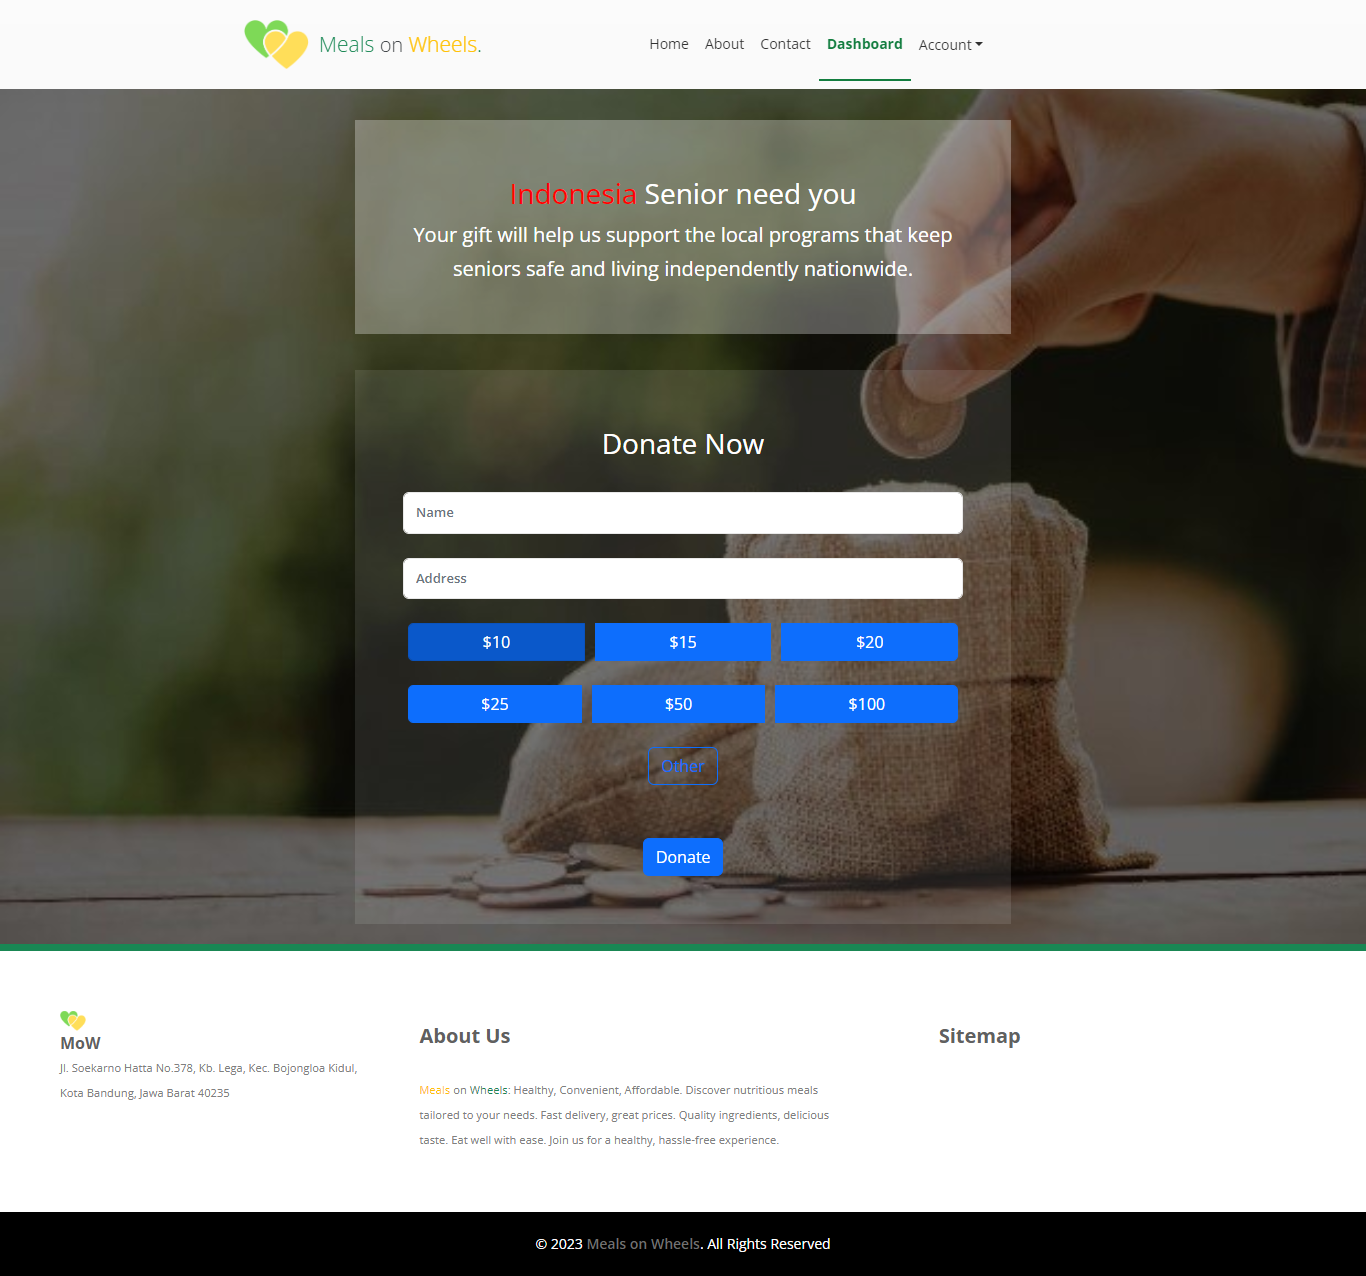 Meals on Wheels.
Home About Contact Dashboard Account
Indonesia Senior need you
Your gift will help us support the local programs that keep
seniors safe and living independently nationwide.
Donate Now
Name
Address
$10 $15 $20
$25 $50 $100
Other
Donate
MoW
Jl. Soekarno Hatta No.378, Kb. Lega, Kec. Bojongloa Kidul,
Kota Bandung, Jawa Barat 40235
About Us
Meals on Wheels: Healthy, Convenient, Affordable. Discover nutritious meals
tailored to your needs. Fast delivery, great prices. Quality ingredients, delicious
taste. Eat well with ease. Join us for a healthy, hassle-free experience.
Sitemap
© 2023 Meals on Wheels. All Rights Reserved